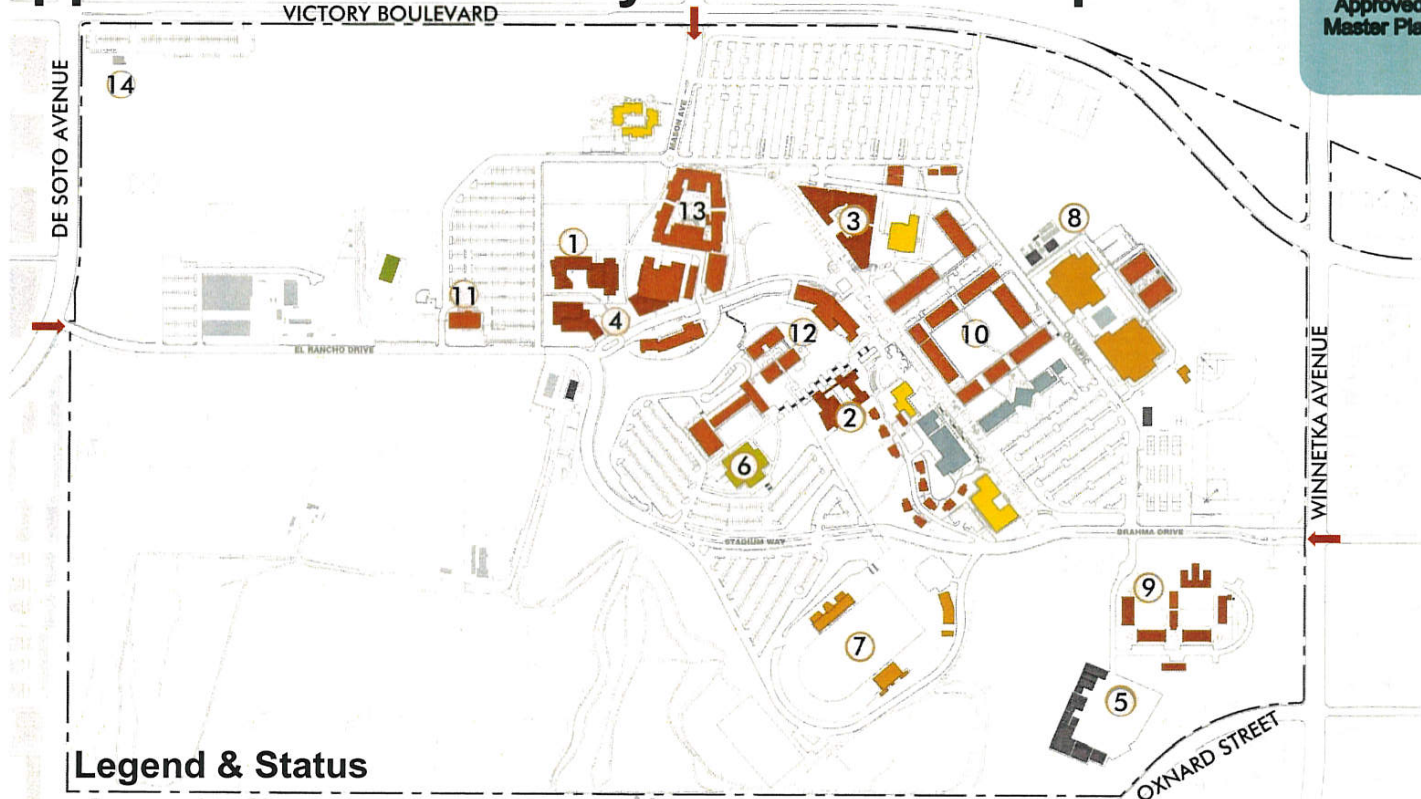 VICTORY BOULEVARD
Approved
Master Pla
DE SOTO AVENUE
14
MASON AVE
13
3
8
1
11
4
12
10
OLYMPIC
EL RANCHO DRIVE
2
6
WINNETKA AVENUE
STADIUM WAY
BRAHMA DRIVE
9
7
5
OXNARD STREET
Legend & Status